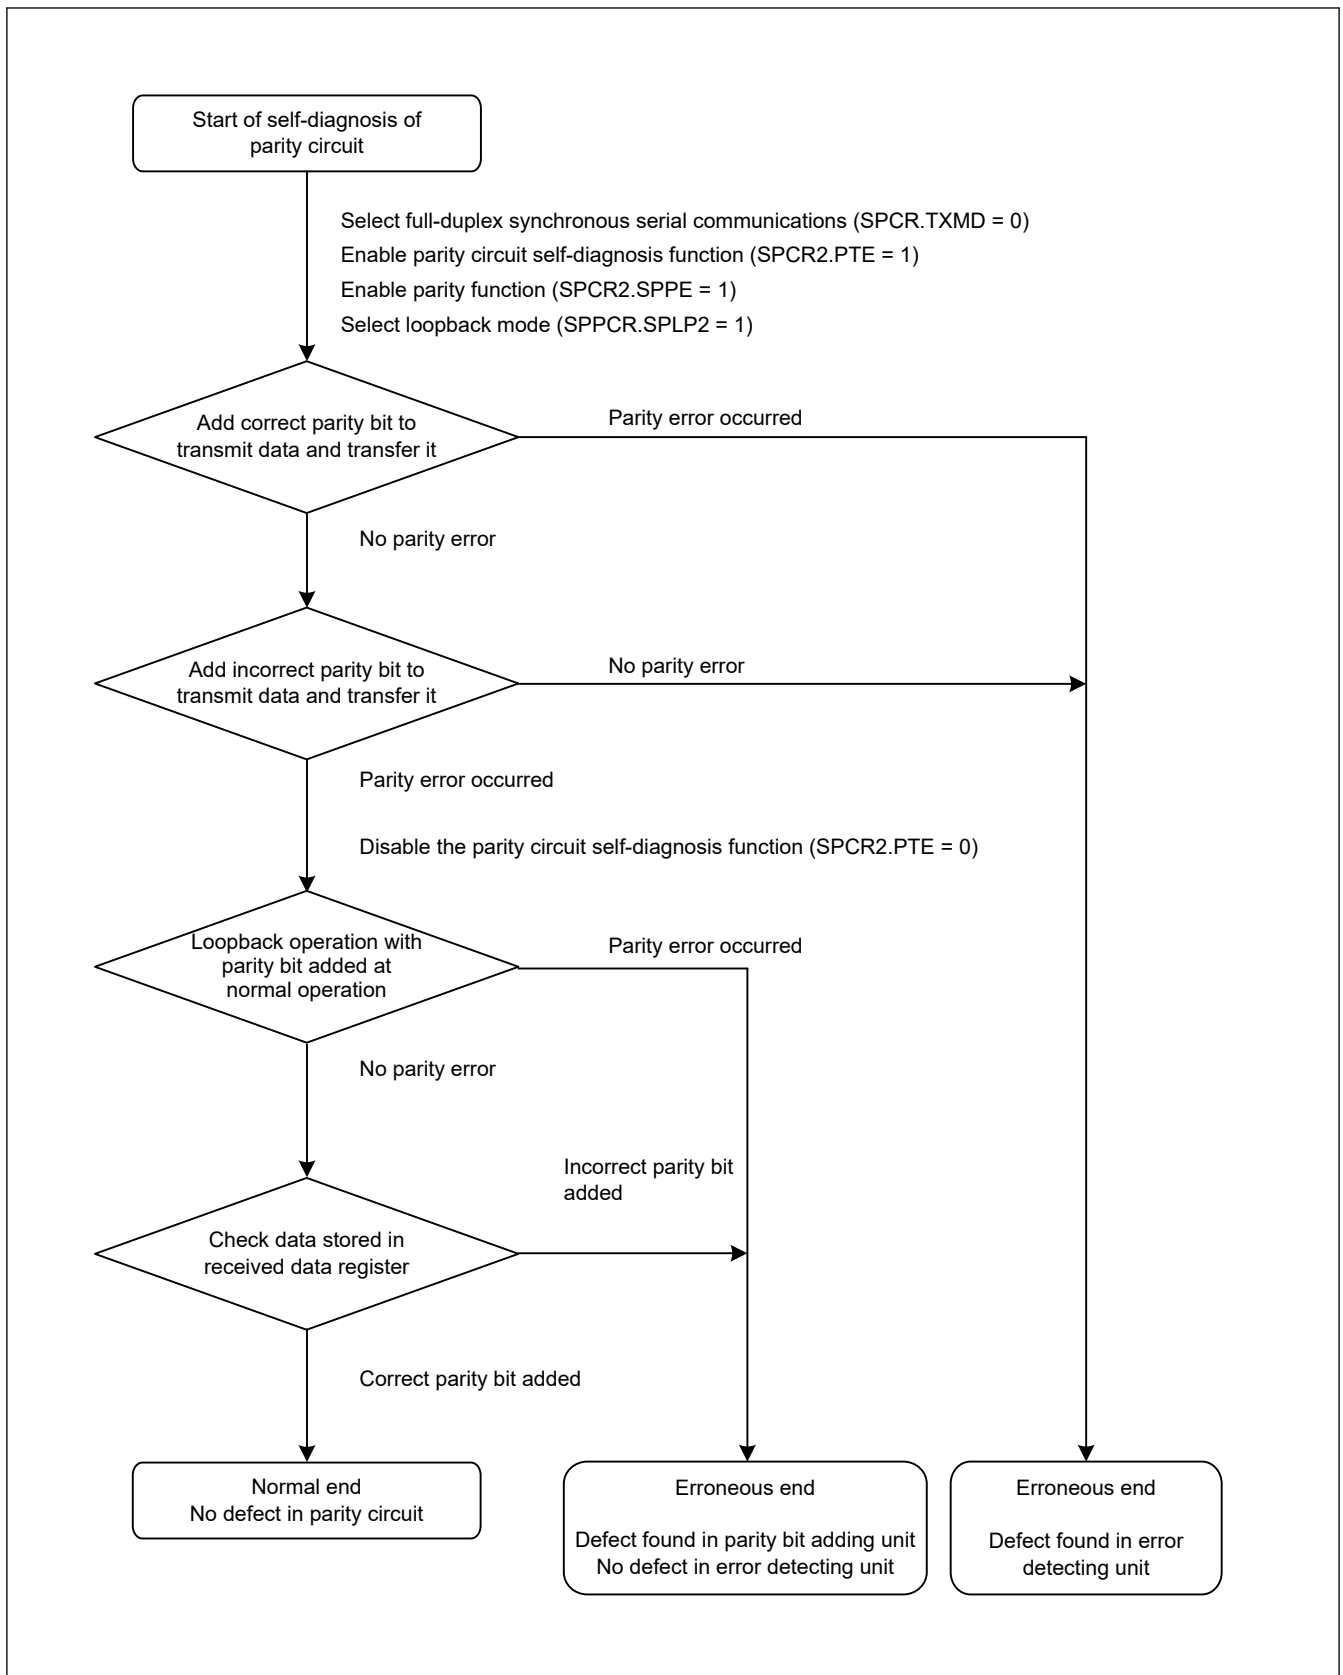 Start of self-diagnosis of
parity circuit
Select full-duplex synchronous serial communications (SPCR.TXMD = 0)
Enable parity circuit self-diagnosis function (SPCR2.PTE = 1)
Enable parity function (SPCR2.SPPE = 1)
Select loopback mode (SPPCR.SPLP2 = 1)
Add correct parity bit to
transmit data and transfer it
Parity error occurred
No parity error
Add incorrect parity bit to
transmit data and transfer it
No parity error
Parity error occurred
Disable the parity circuit self-diagnosis function (SPCR2.PTE = 0)
Loopback operation with
parity bit added at
normal operation
Parity error occurred
No parity error
Incorrect parity bit
added
Check data stored in
received data register
Correct parity bit added
Normal end
No defect in parity circuit
Erroneous end
Defect found in parity bit adding unit
No defect in error detecting unit
Erroneous end
Defect found in error
detecting unit